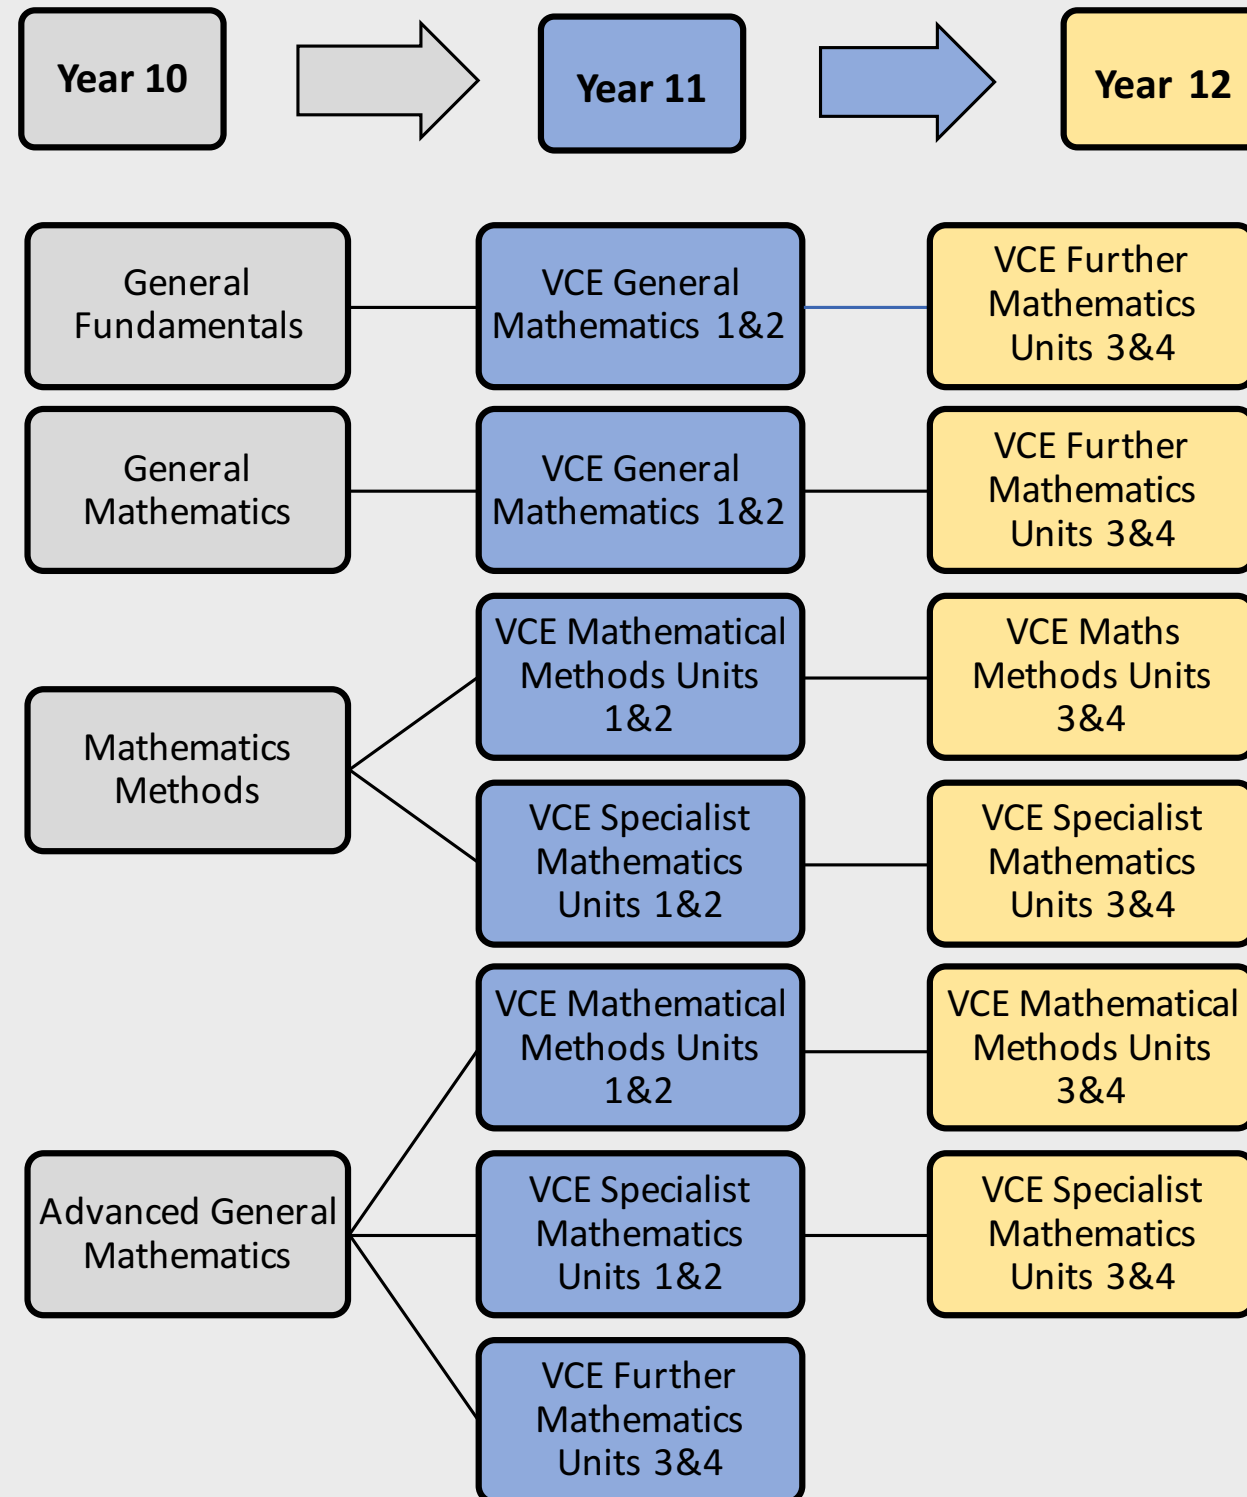 Year 10
Year 11
Year 12
General
Fundamentals
VCE General
Mathematics 1&2
VCE Further
Mathematics
Units 3&4
General
Mathematics
VCE General
Mathematics 1&2
VCE Further
Mathematics
Units 3&4
Mathematics
Methods
VCE Mathematical
Methods Units
1&2
VCE Maths
Methods Units
3&4
VCE Specialist
Mathematics
Units 1&2
VCE Specialist
Mathematics
Units 3&4
Advanced General
Mathematics
VCE Mathematical
Methods Units
1&2
VCE Mathematical
Methods Units
3&4
VCE Specialist
Mathematics
Units 1&2
VCE Specialist
Mathematics
Units 3&4
VCE Further
Mathematics
Units 3&4